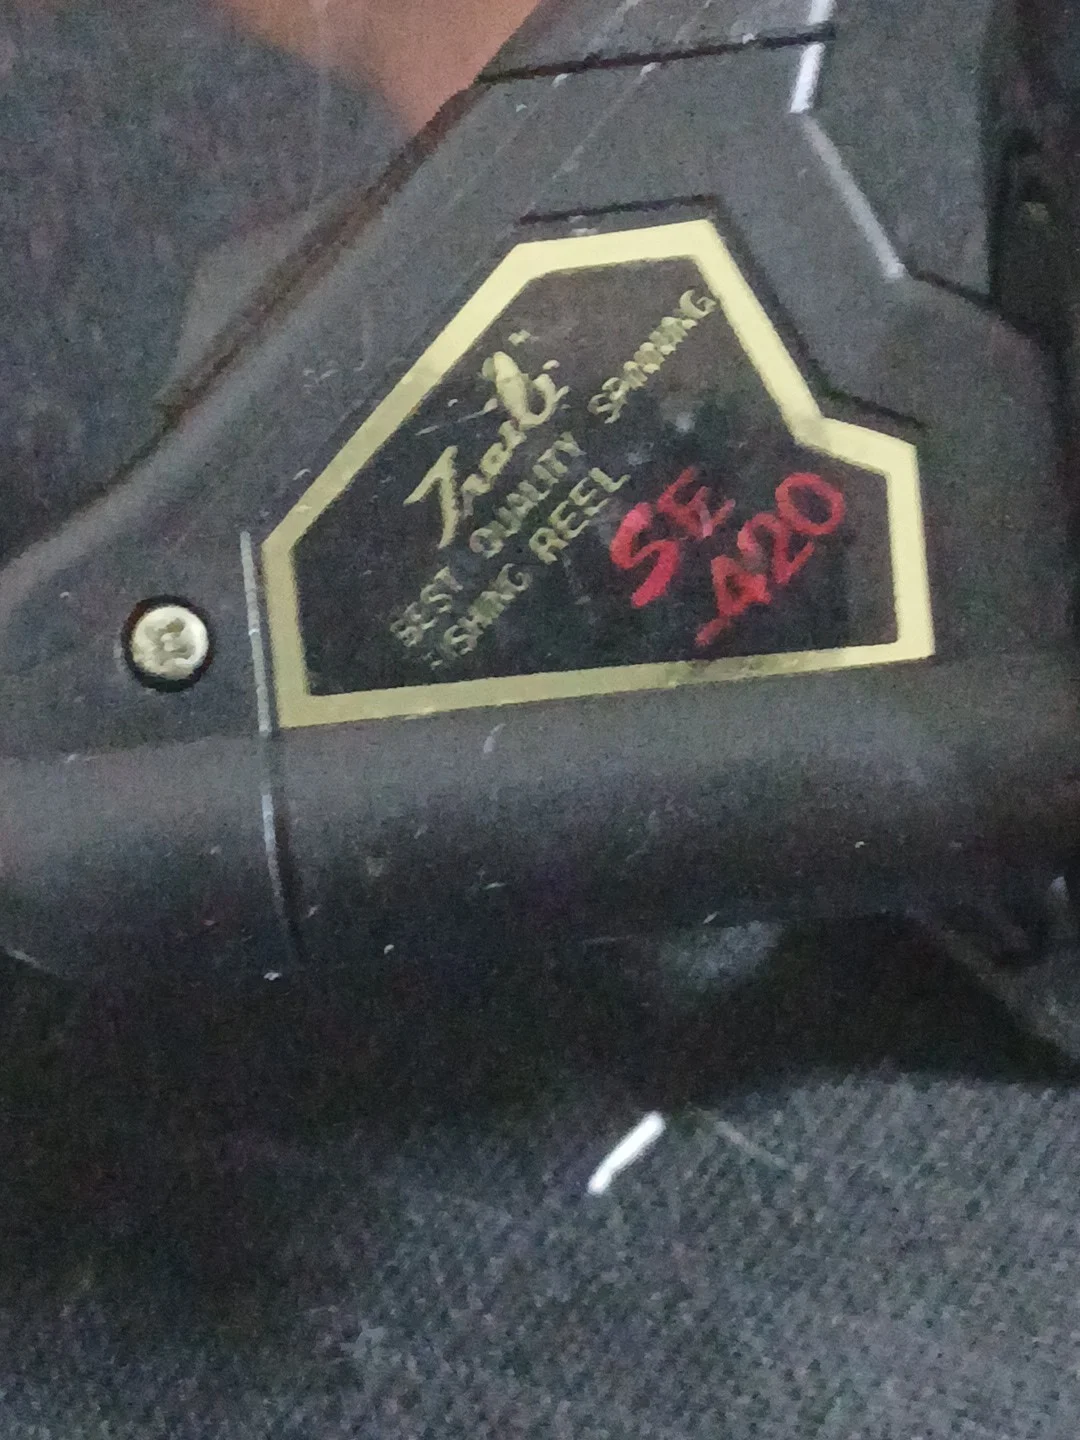 BEST QUALITY SPINNING
FISHING REEL
SE
420